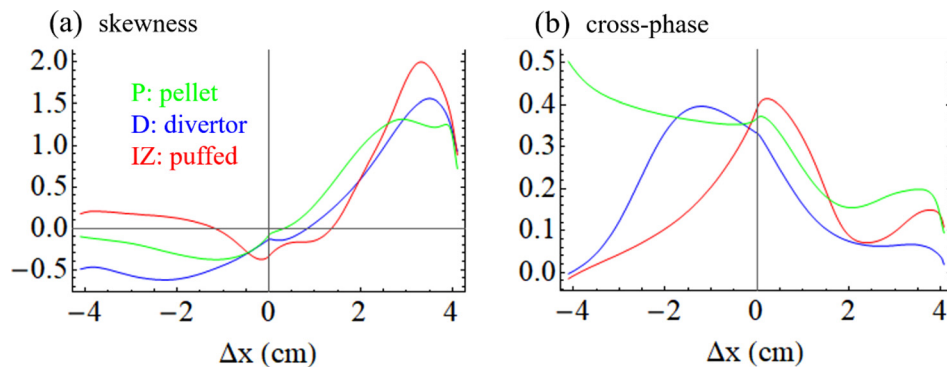 (a) skewness
2.0
1.5
1.0
0.5
0.0
−0.5
P: pellet
D: divertor
IZ: puffed
−4 −2 0 2 4
Δx (cm)
(b) cross-phase
0.5
0.4
0.3
0.2
0.1
0.0
−4 −2 0 2 4
Δx (cm)